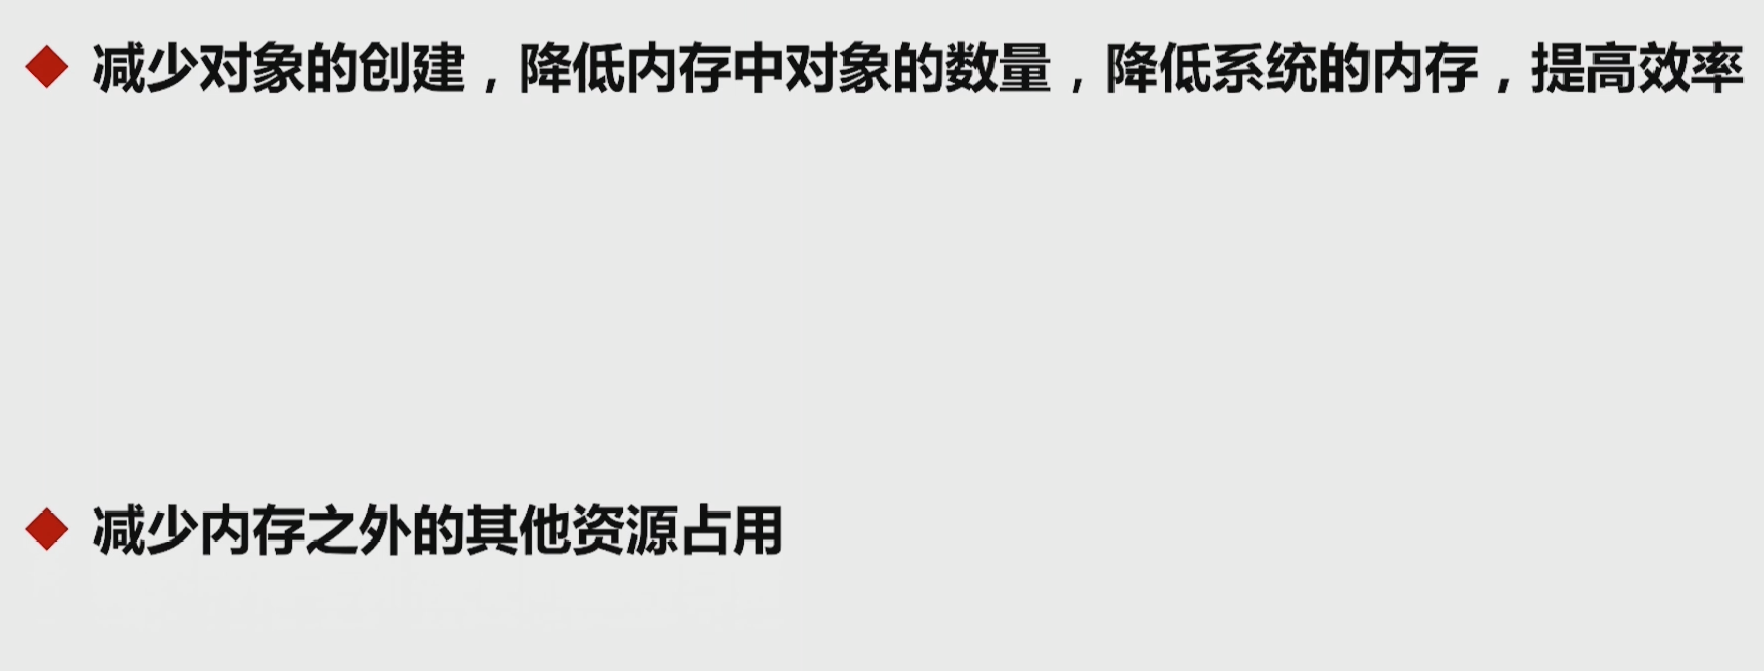 减少对象的创建，降低内存中对象的数量，降低系统的内存，提高效率
减少内存之外的其他资源占用